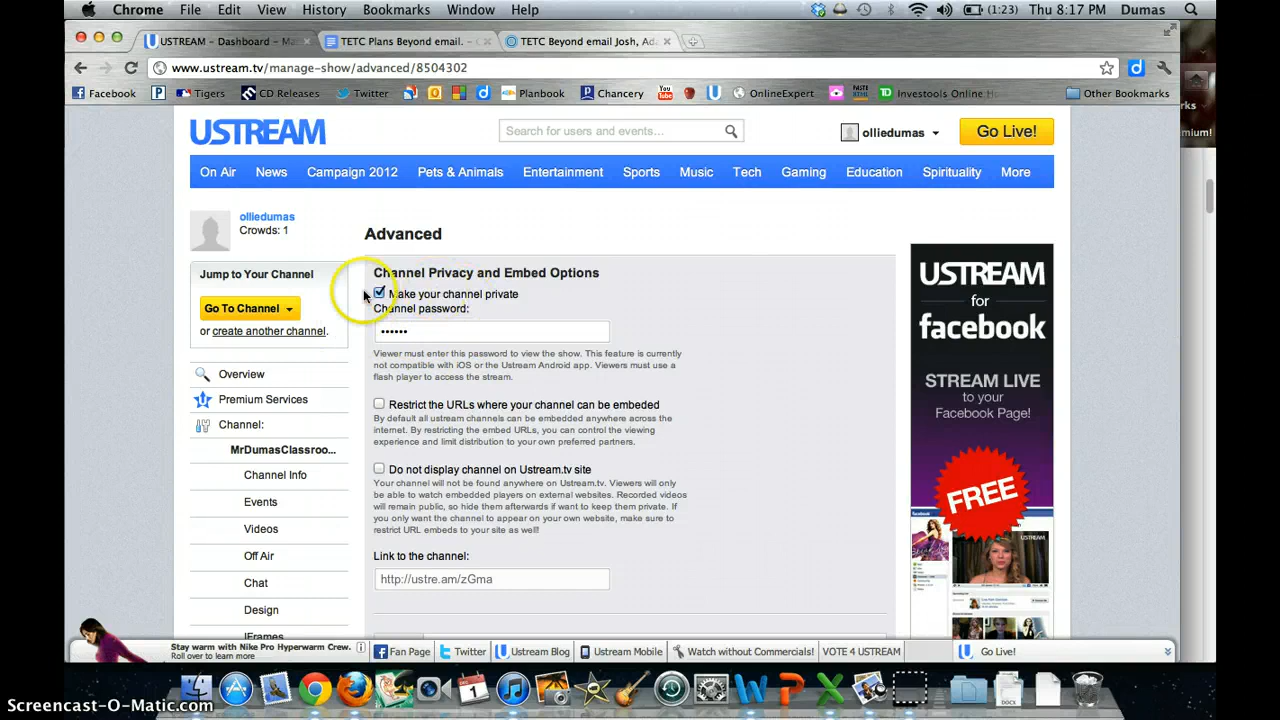 Chrome File Edit View History Bookmarks Window Help (1:23) Thu 8:17 PM Dumas
USTREAM - Dashboard - Ma TETC Plans Beyond email. - TETC Beyond email Josh, Ad
www.ustream.tv/manage-show/advanced/8504302
Facebook Tigers CD Releases Twitter Planbook Chancery OnlineExpert Investools Online H Other Bookmarks
USTREAM
Search for users and events...
olliedumas
Go Live!
On Air News Campaign 2012 Pets & Animals Entertainment Sports Music Tech Gaming Education Spirituality More
olliedumas
Crowds: 1
Jump to Your Channel
Go To Channel
or create another channel.
Overview
Premium Services
Channel:
MrDumasClassroo...
Channel Info
Events
Videos
Off Air
Chat
Design
IFrames
Advanced
Channel Privacy and Embed Options
Make your channel private
Channel password:
••••••
Viewer must enter this password to view the show. This feature is currently
not compatible with iOS or the Ustream Android app. Viewers must use a
flash player to access the stream.
Restrict the URLs where your channel can be embeded
By default all ustream channels can be embedded anywhere across the
internet. By restricting the embed URLs, you can control the viewing
experience and limit distribution to your own preferred partners.
Do not display channel on Ustream.tv site
Your channel will not be found anywhere on Ustream.tv. Viewers will only
be able to watch embedded players on external websites. Recorded videos
will remain public, so hide them afterwards if want to keep them private. If
you only want the channel to appear on your own website, make sure to
restrict URL embeds to your site as well!
Link to the channel:
http://ustre.am/zGma
USTREAM
for
facebook
STREAM LIVE
to your
Facebook Page!
FREE
Stay warm with Nike Pro Hyperwarm Crew.
Roll over to learn more
Fan Page Twitter Ustream Blog Ustream Mobile Watch without Commercials! VOTE 4 USTREAM Go Live!
Screencast-O-Matic.com